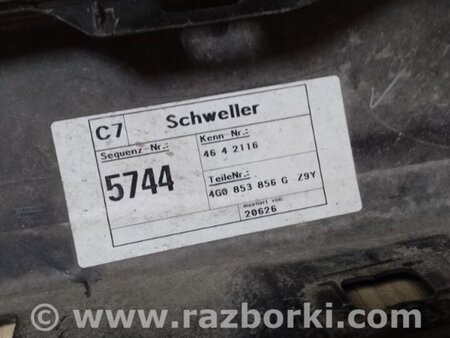 C7 Schweller
Sequenz Nr.: Kenn-Nr.:
5744 46 4 2116
TeileNr.:
4G0 853 856 G Z9Y
montiert von:
20626
© www.razborki.com